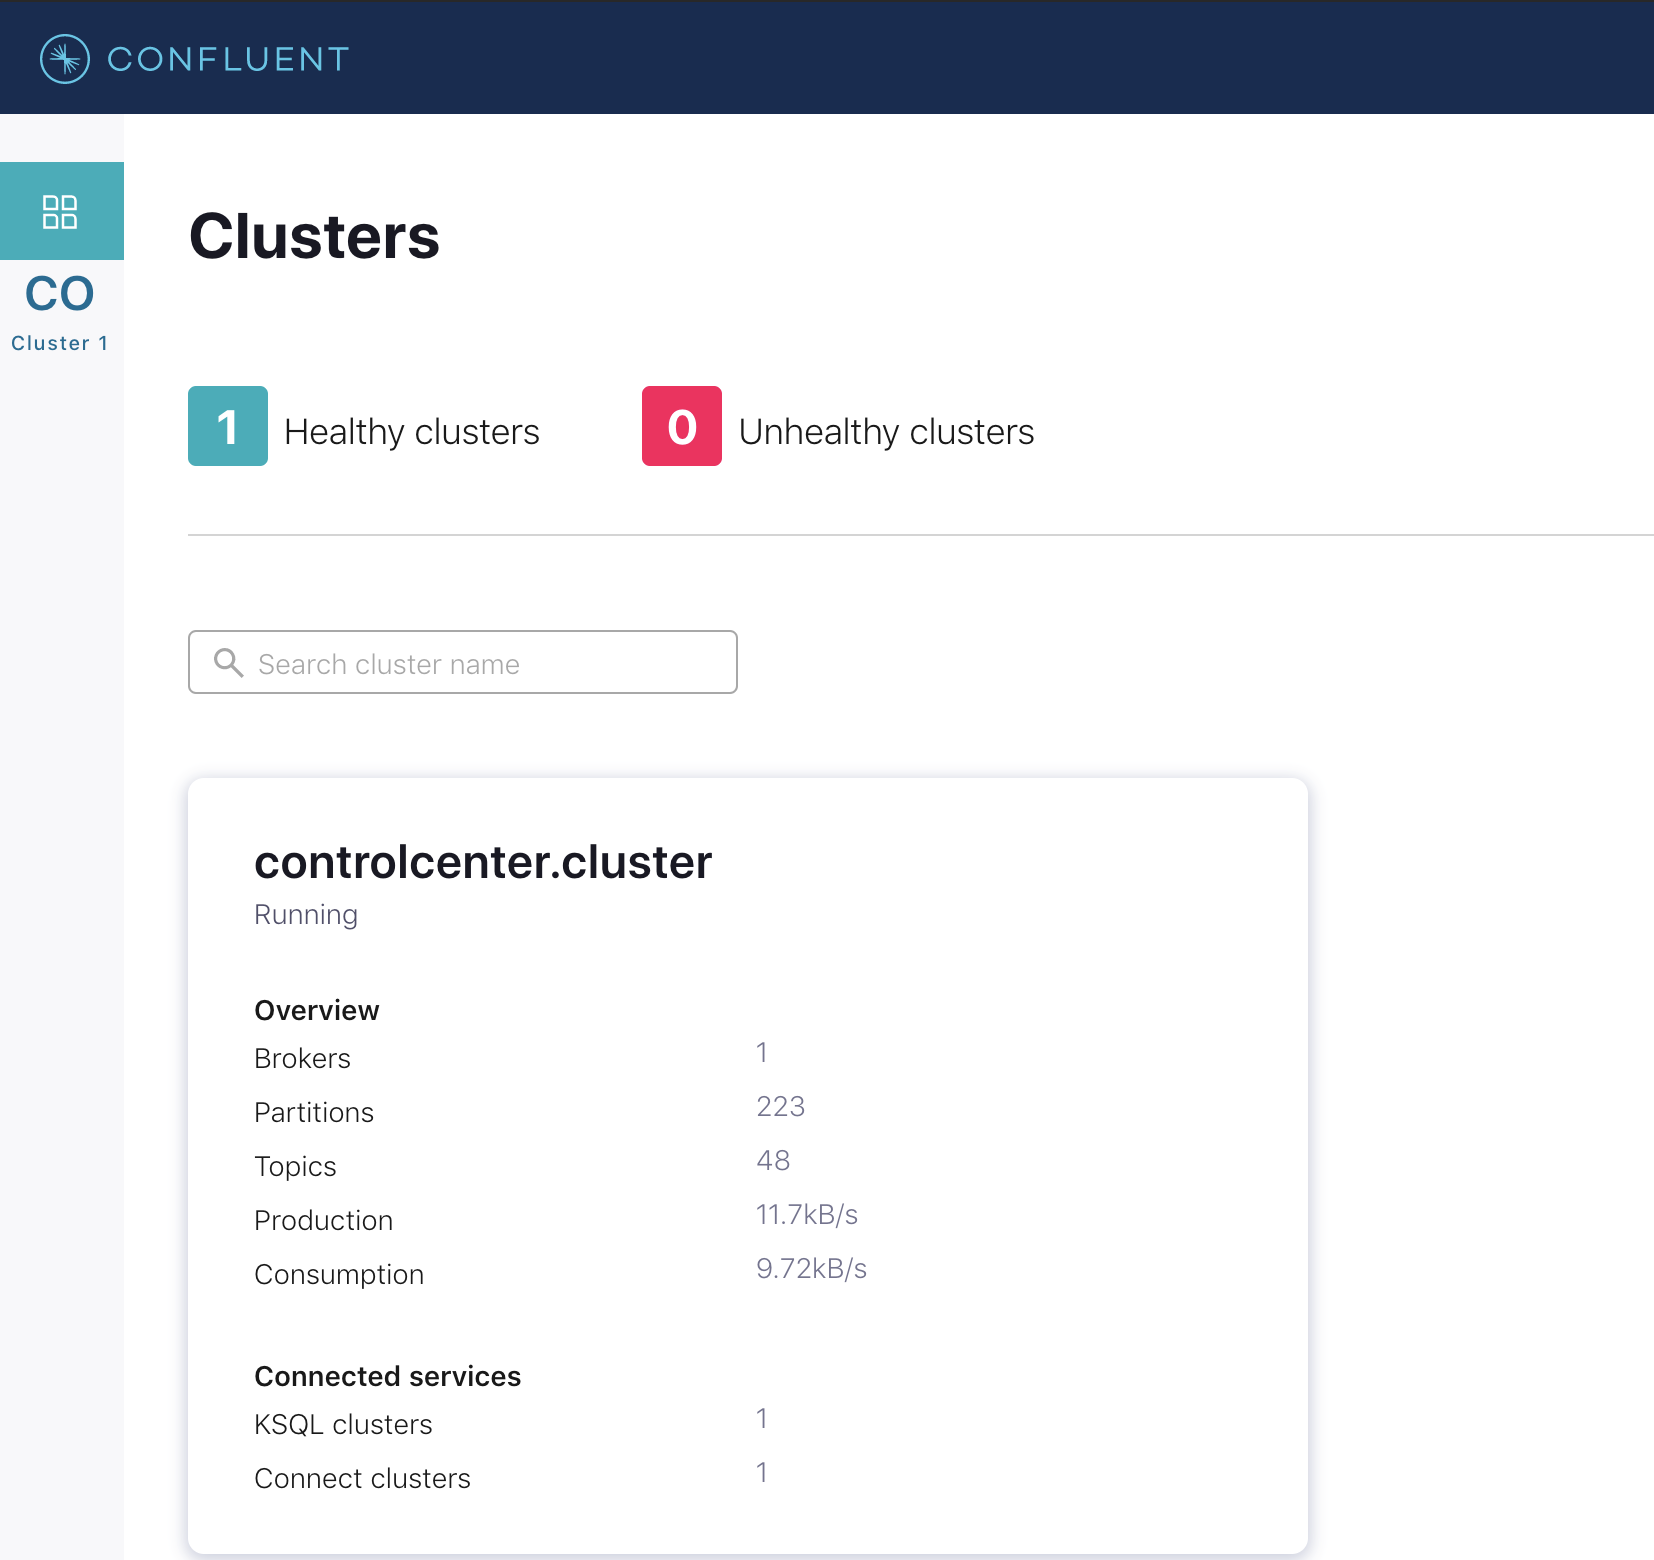 CONFLUENT
CO
Cluster 1
Clusters
1 Healthy clusters 0 Unhealthy clusters
Search cluster name
controlcenter.cluster
Running
Overview
Brokers 1
Partitions 223
Topics 48
Production 11.7kB/s
Consumption 9.72kB/s
Connected services
KSQL clusters 1
Connect clusters 1